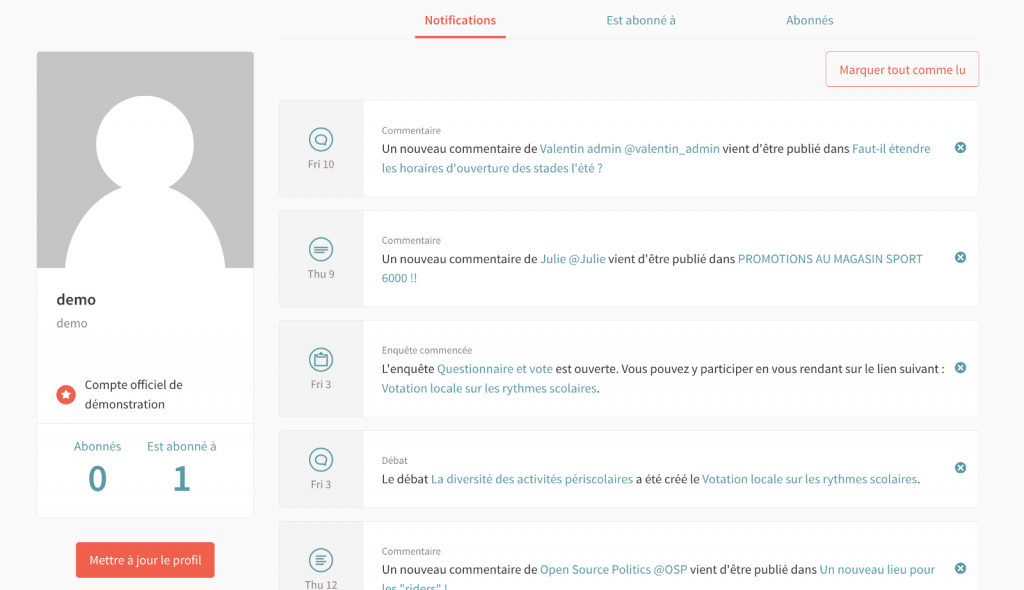 Notifications
Est abonné à
Abonnés
Marquer tout comme lu
demo
demo
Compte officiel de
démonstration
Abonnés
Est abonné à
0
1
Mettre à jour le profil
Fri 10
Commentaire
Un nouveau commentaire de Valentin admin @valentin_admin vient d'être publié dans Faut-il étendre
les horaires d'ouverture des stades l'été ?
Thu 9
Commentaire
Un nouveau commentaire de Julie @Julie vient d'être publié dans PROMOTIONS AU MAGASIN SPORT
6000 !!
Fri 3
Enquête commencée
L'enquête Questionnaire et vote est ouverte. Vous pouvez y participer en vous rendant sur le lien suivant :
Votation locale sur les rythmes scolaires.
Fri 3
Débat
Le débat La diversité des activités périscolaires a été créé le Votation locale sur les rythmes scolaires.
Thu 12
Commentaire
Un nouveau commentaire de Open Source Politics @OSP vient d'être publié dans Un nouveau lieu pour
les "riders" !